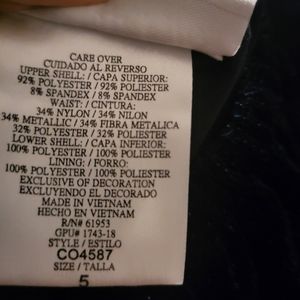 CARE OVER
CUIDADO AL REVERSO
UPPER SHELL: / CAPA SUPERIOR:
92% POLYESTER / 92% POLIESTER
8% SPANDEX / 8% SPANDEX
WAIST: / CINTURA:
34% NYLON / 34% NILON
34% METALLIC / 34% FIBRA METALICA
32% POLYESTER / 32% POLIESTER
LOWER SHELL: / CAPA INFERIOR:
100% POLYESTER / 100% POLIESTER
LINING: / FORRO:
100% POLYESTER / 100% POLIESTER
EXCLUSIVE OF DECORATION
EXCLUYENDO EL DECORADO
MADE IN VIETNAM
HECHO EN VIETNAM
R/N# 61953
GPU# 1743-18
STYLE / ESTILO
CO4587
SIZE / TALLA
5